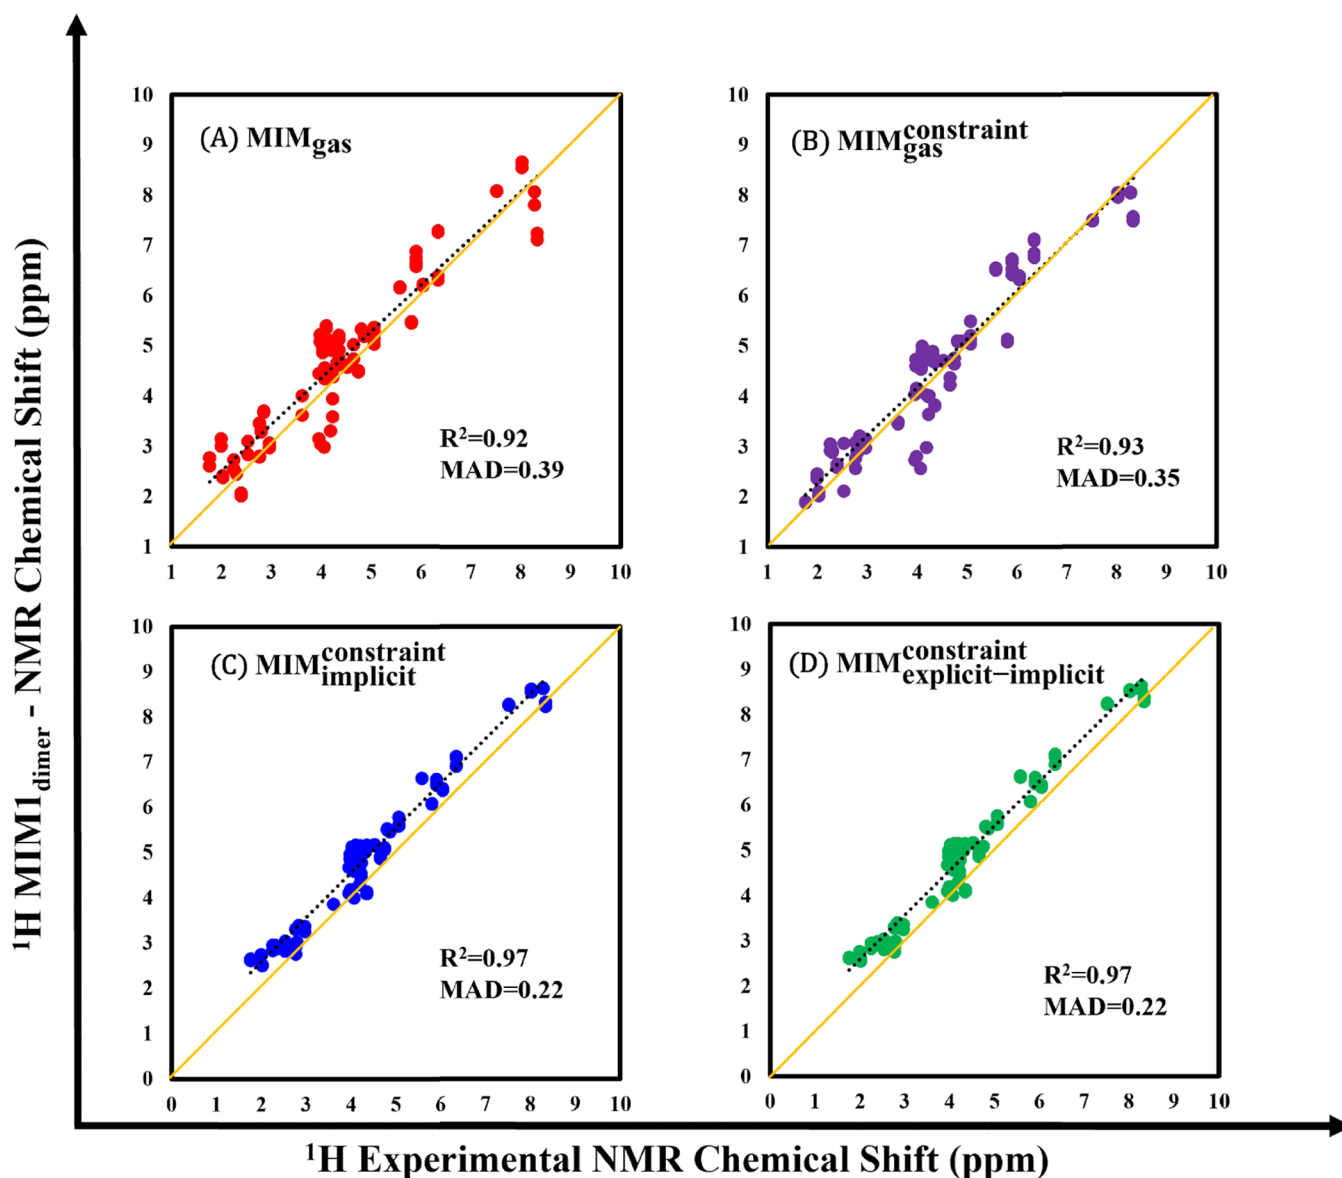 ¹H MIM1dimer - NMR Chemical Shift (ppm)
(A) MIMgas
10
9
8
7
6
5
4
3
2
1
R²=0.92
MAD=0.39
1 2 3 4 5 6 7 8 9 10
(B) MIMgas constraint
10
9
8
7
6
5
4
3
2
1
R²=0.93
MAD=0.35
1 2 3 4 5 6 7 8 9 10
(C) MIMimplicit constraint
10
9
8
7
6
5
4
3
2
1
0
R²=0.97
MAD=0.22
0 1 2 3 4 5 6 7 8 9 10
(D) MIMexplicit−implicit constraint
10
9
8
7
6
5
4
3
2
1
0
R²=0.97
MAD=0.22
0 1 2 3 4 5 6 7 8 9 10
¹H Experimental NMR Chemical Shift (ppm)